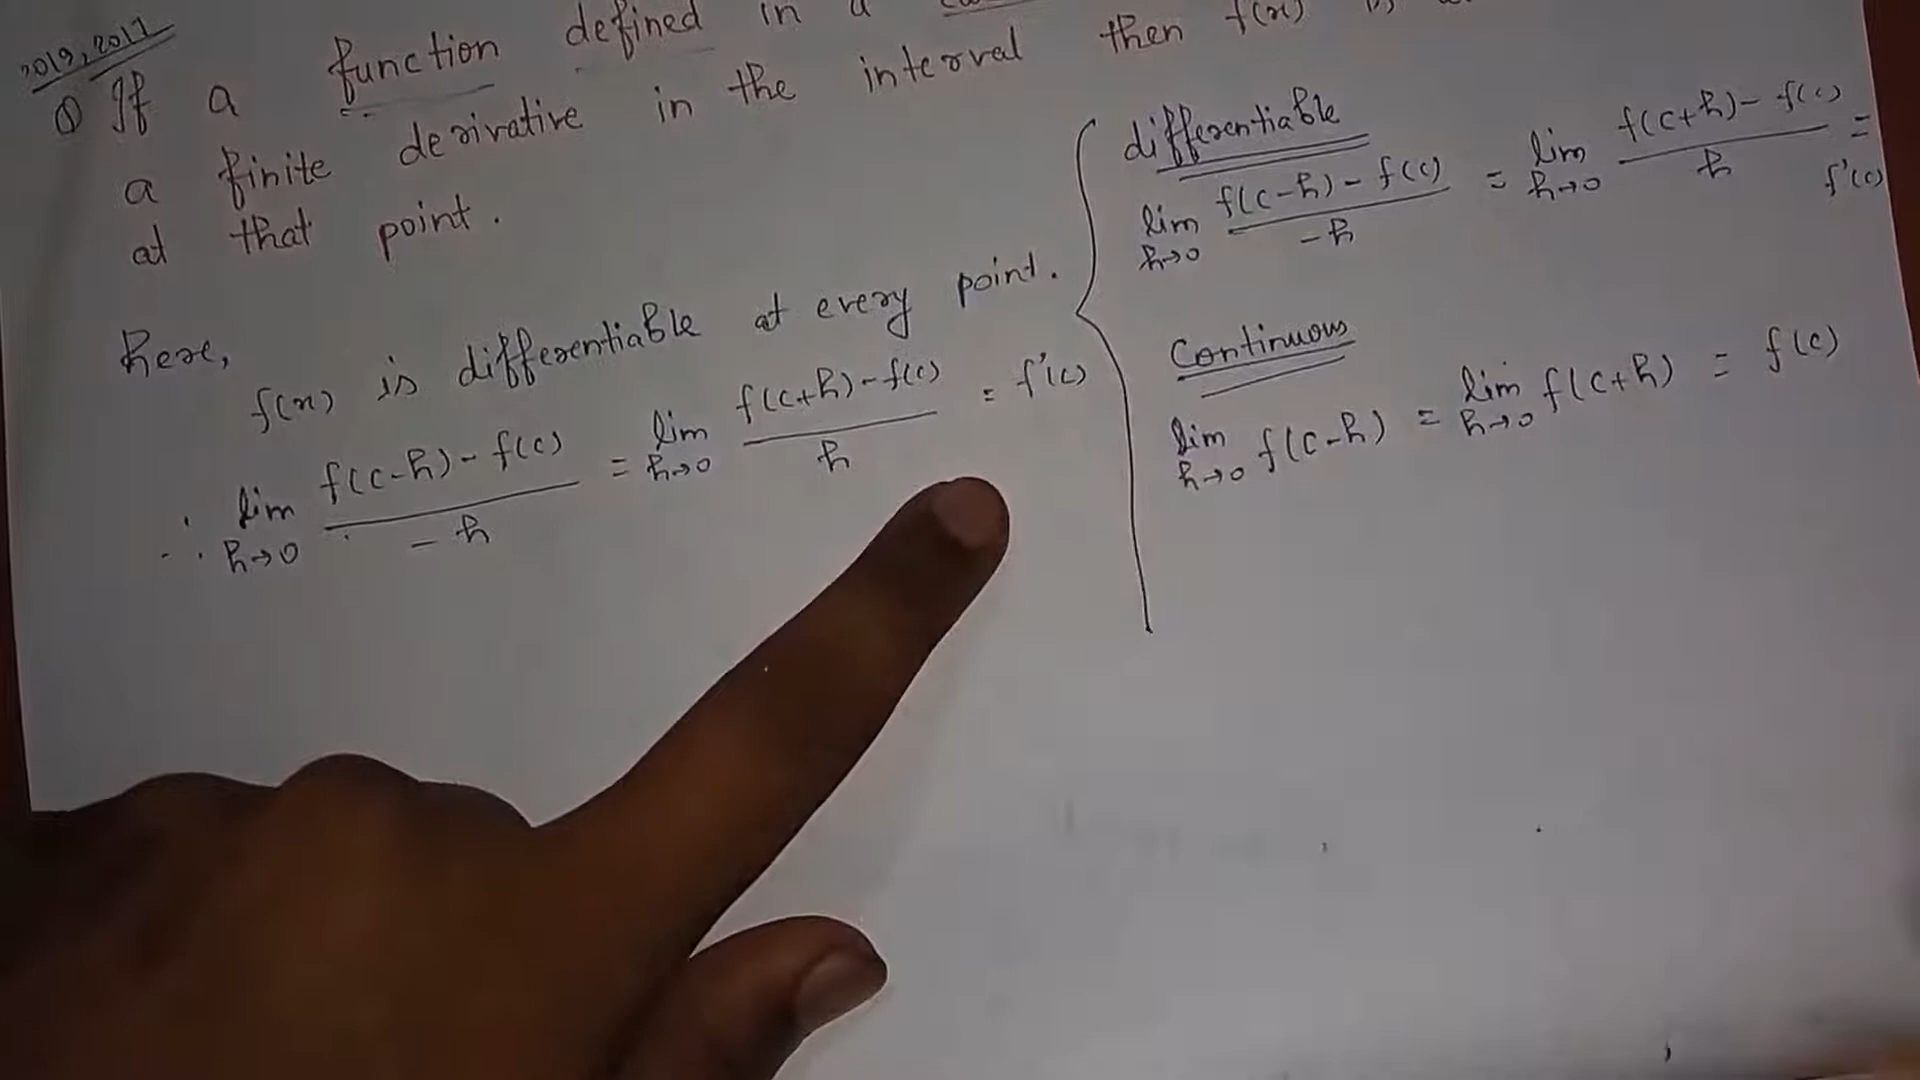 2019, 2017
① If a function defined in a
a finite derivative in the interval then f(x) is
at that point.
here,
f(x) is differentiable at every point.
∴ lim h→0 f(c-h)-f(c) / -h = lim h→0 f(c+h)-f(c) / h = f'(c)
differentiable
lim h→0 f(c-h)-f(c) / -h = lim h→0 f(c+h)-f(c) / h = f'(c)
Continuous
lim h→0 f(c-h) = lim h→0 f(c+h) = f(c)